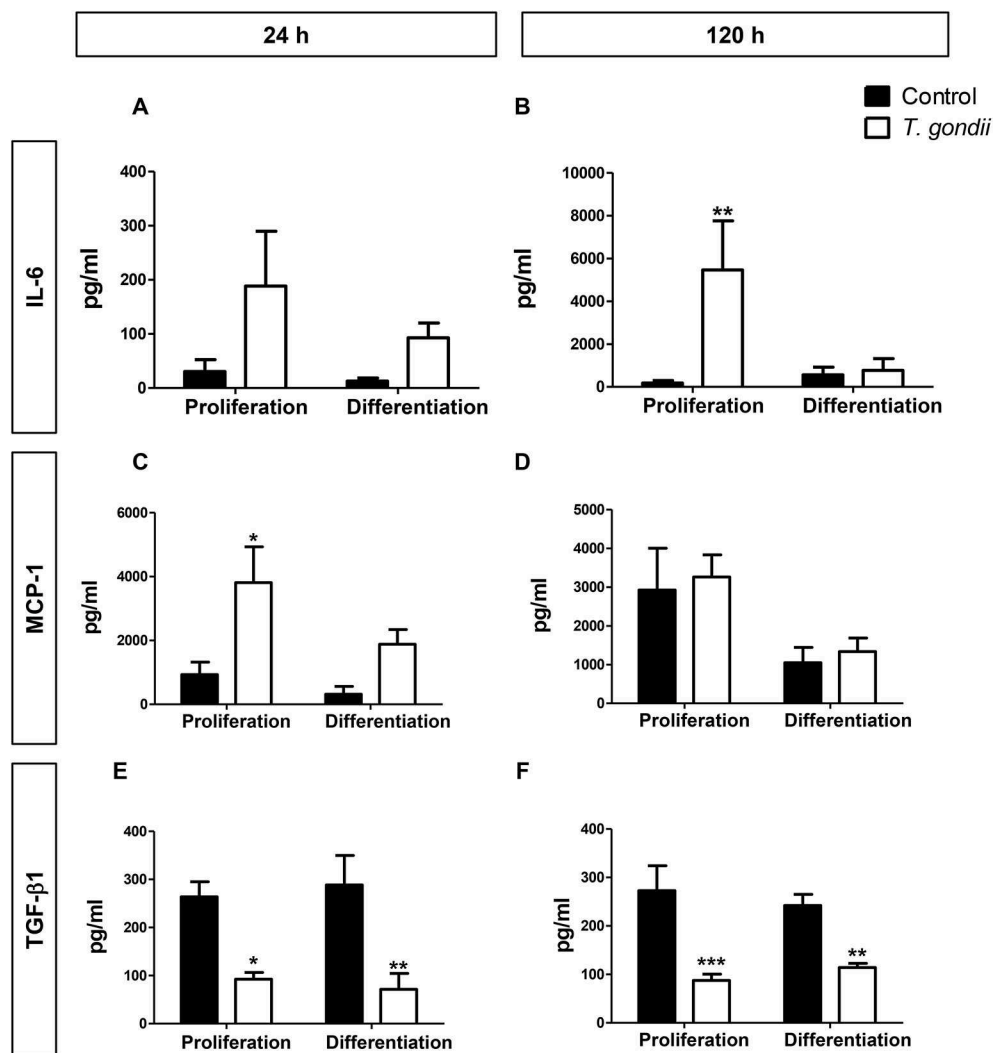 24 h
120 h
Control
T. gondii
IL-6
A
pg/ml
400
300
200
100
0
Proliferation
Differentiation
B
pg/ml
10000
8000
6000
4000
2000
0
**
Proliferation
Differentiation
MCP-1
C
pg/ml
6000
4000
2000
0
*
Proliferation
Differentiation
D
pg/ml
5000
4000
3000
2000
1000
0
Proliferation
Differentiation
TGF-β1
E
pg/ml
400
300
200
100
0
*
**
Proliferation
Differentiation
F
pg/ml
400
300
200
100
0
***
**
Proliferation
Differentiation